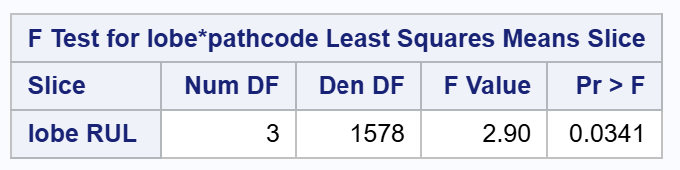 F Test for lobe*pathcode Least Squares Means Slice
Slice Num DF Den DF F Value Pr > F
lobe RUL 3 1578 2.90 0.0341